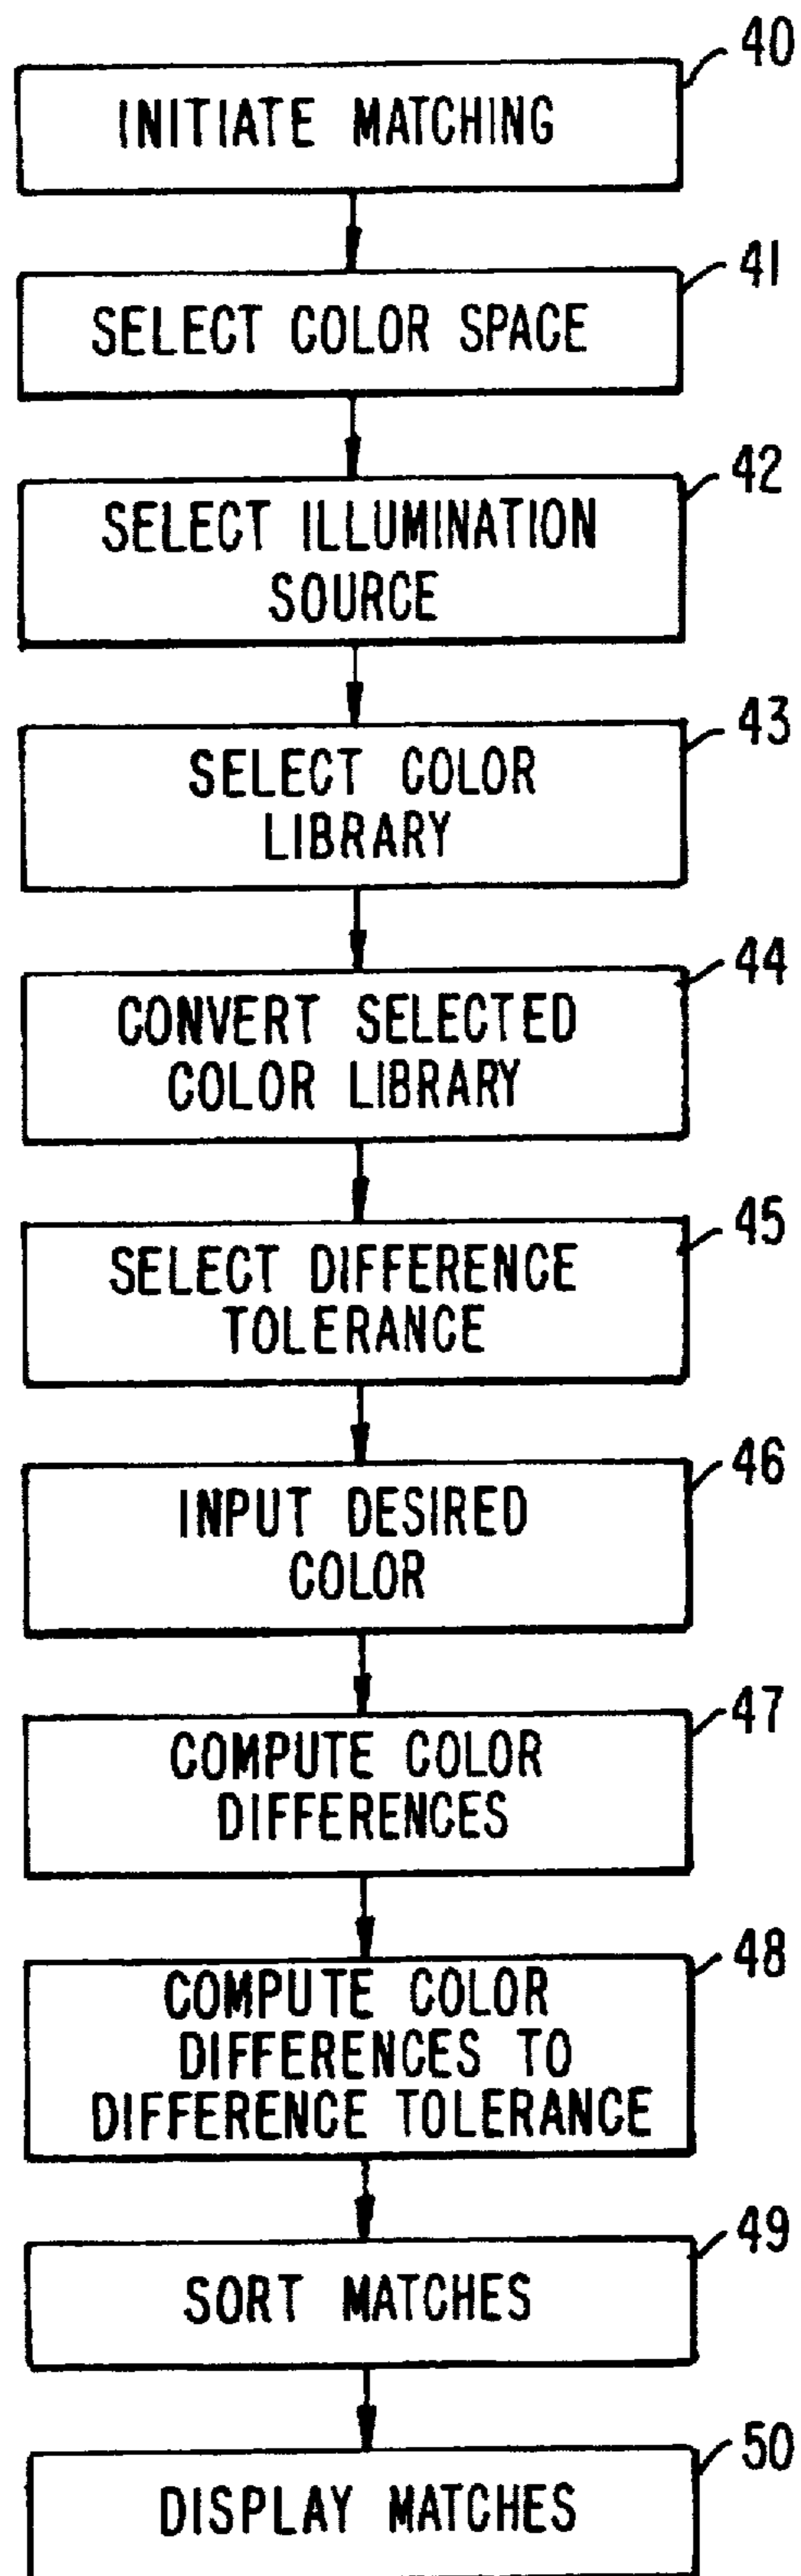 40
INITIATE MATCHING
41
SELECT COLOR SPACE
42
SELECT ILLUMINATION
SOURCE
43
SELECT COLOR
LIBRARY
44
CONVERT SELECTED
COLOR LIBRARY
45
SELECT DIFFERENCE
TOLERANCE
46
INPUT DESIRED
COLOR
47
COMPUTE COLOR
DIFFERENCES
48
COMPUTE COLOR
DIFFERENCES TO
DIFFERENCE TOLERANCE
49
SORT MATCHES
50
DISPLAY MATCHES